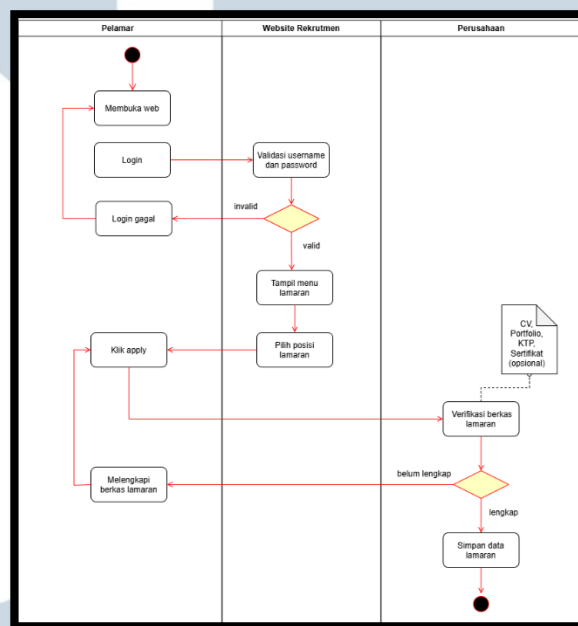 Pelamar
Website Rekrutmen
Perusahaan
Membuka web
Login
Validasi username
dan password
invalid
Login gagal
valid
Tampil menu
lamaran
CV,
Portfolio,
KTP,
Sertifikat
(opsional)
Klik apply
Pilih posisi
lamaran
Verifikasi berkas
lamaran
belum lengkap
Melengkapi
berkas lamaran
lengkap
Simpan data
lamaran